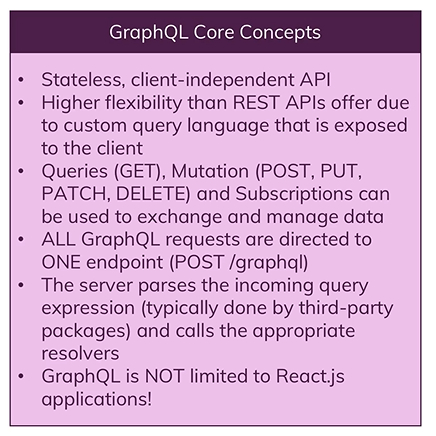 GraphQL Core Concepts
• Stateless, client-independent API
• Higher flexibility than REST APIs offer due
to custom query language that is exposed
to the client
• Queries (GET), Mutation (POST, PUT,
PATCH, DELETE) and Subscriptions can
be used to exchange and manage data
• ALL GraphQL requests are directed to
ONE endpoint (POST /graphql)
• The server parses the incoming query
expression (typically done by third-party
packages) and calls the appropriate
resolvers
• GraphQL is NOT limited to React.js
applications!